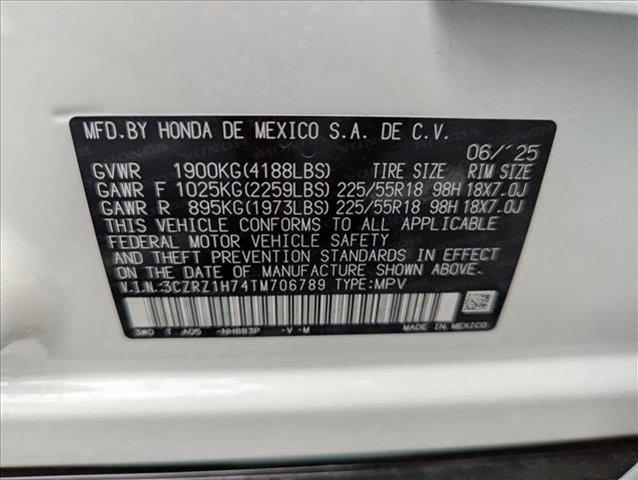 MFD. BY HONDA DE MEXICO S.A. DE C.V.
06/'25
GVWR 1900KG(4188LBS) TIRE SIZE RIM SIZE
GAWR F 1025KG(2259LBS) 225/55R18 98H 18X7.0J
GAWR R 895KG(1973LBS) 225/55R18 98H 18X7.0J
THIS VEHICLE CONFORMS TO ALL APPLICABLE
FEDERAL MOTOR VEHICLE SAFETY
AND THEFT PREVENTION STANDARDS IN EFFECT
ON THE DATE OF MANUFACTURE SHOWN ABOVE.
V.I.N:3CZRZ1H74TM706789 TYPE:MPV
3W0 T A05 -NH883P -V-M MADE IN MEXICO